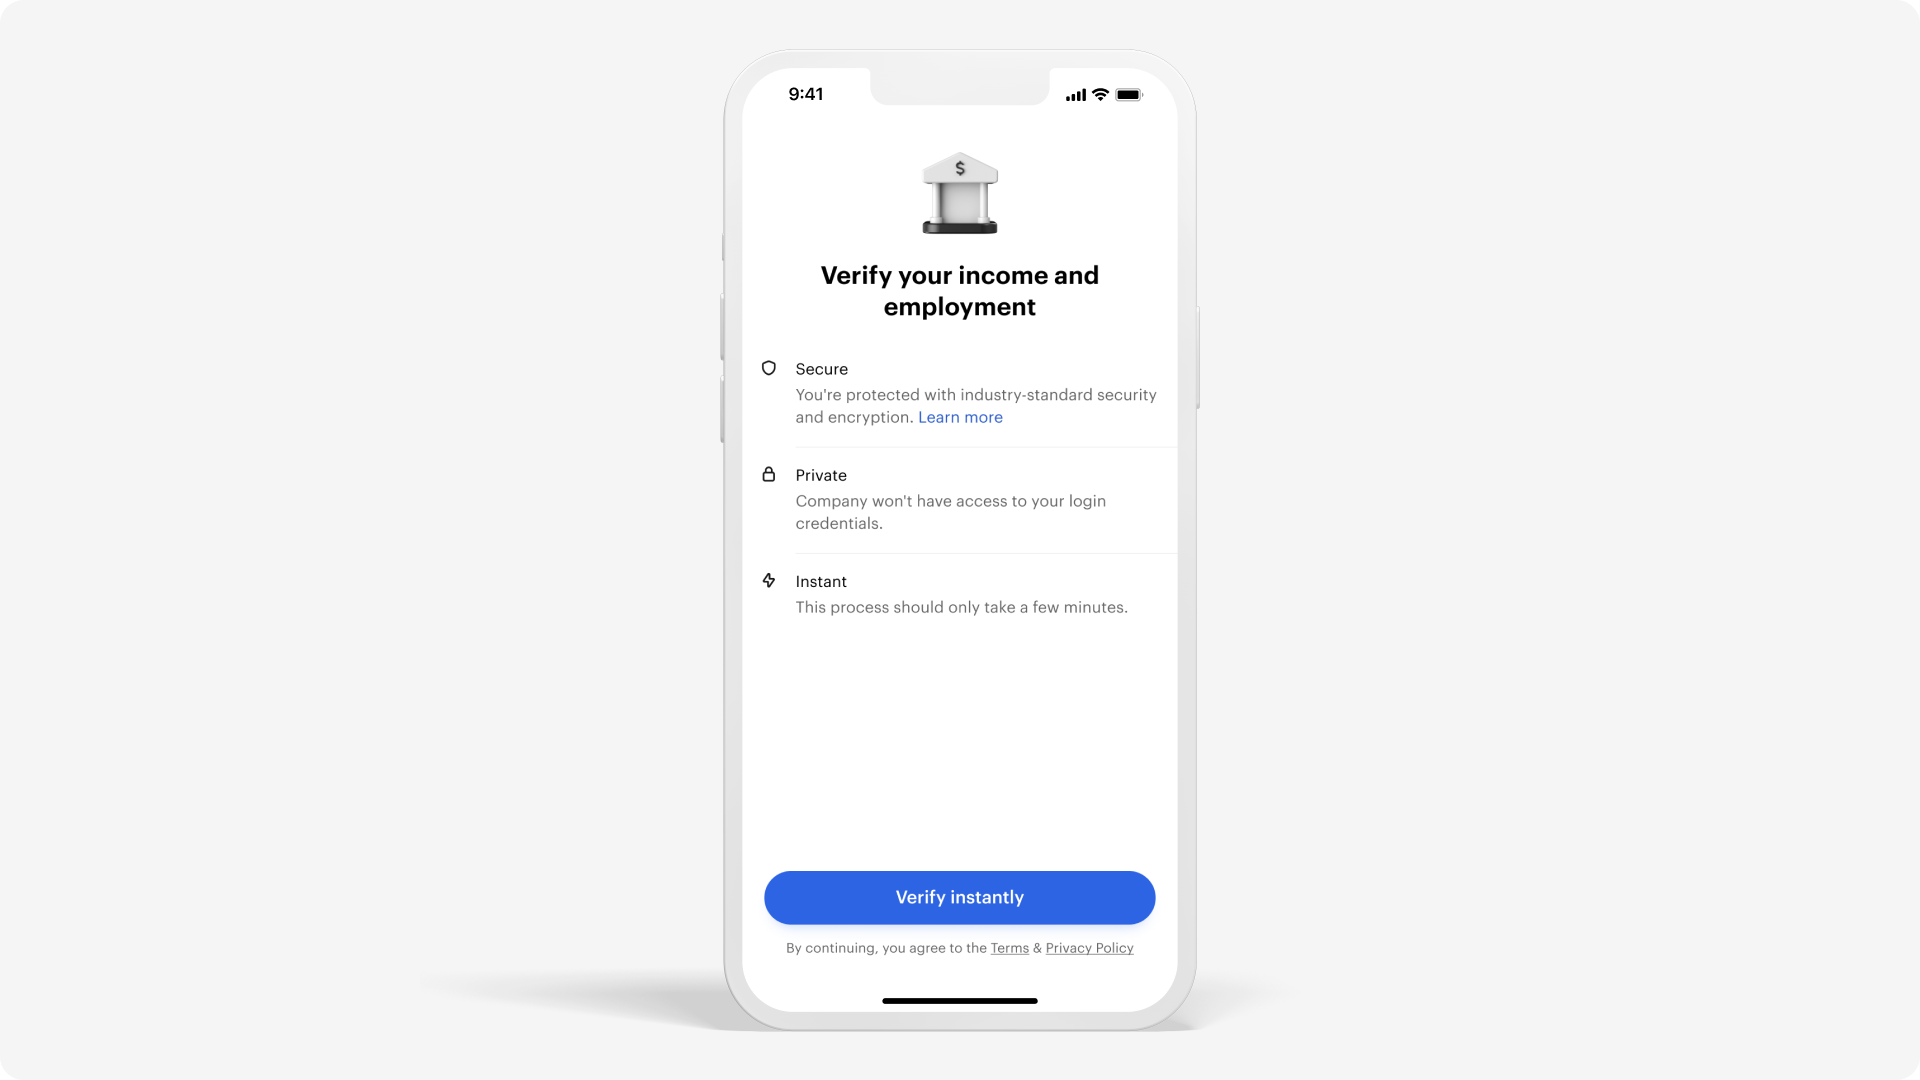 9:41
$
Verify your income and
employment
Secure
You're protected with industry-standard security
and encryption. Learn more
Private
Company won't have access to your login
credentials.
Instant
This process should only take a few minutes.
Verify instantly
By continuing, you agree to the Terms & Privacy Policy